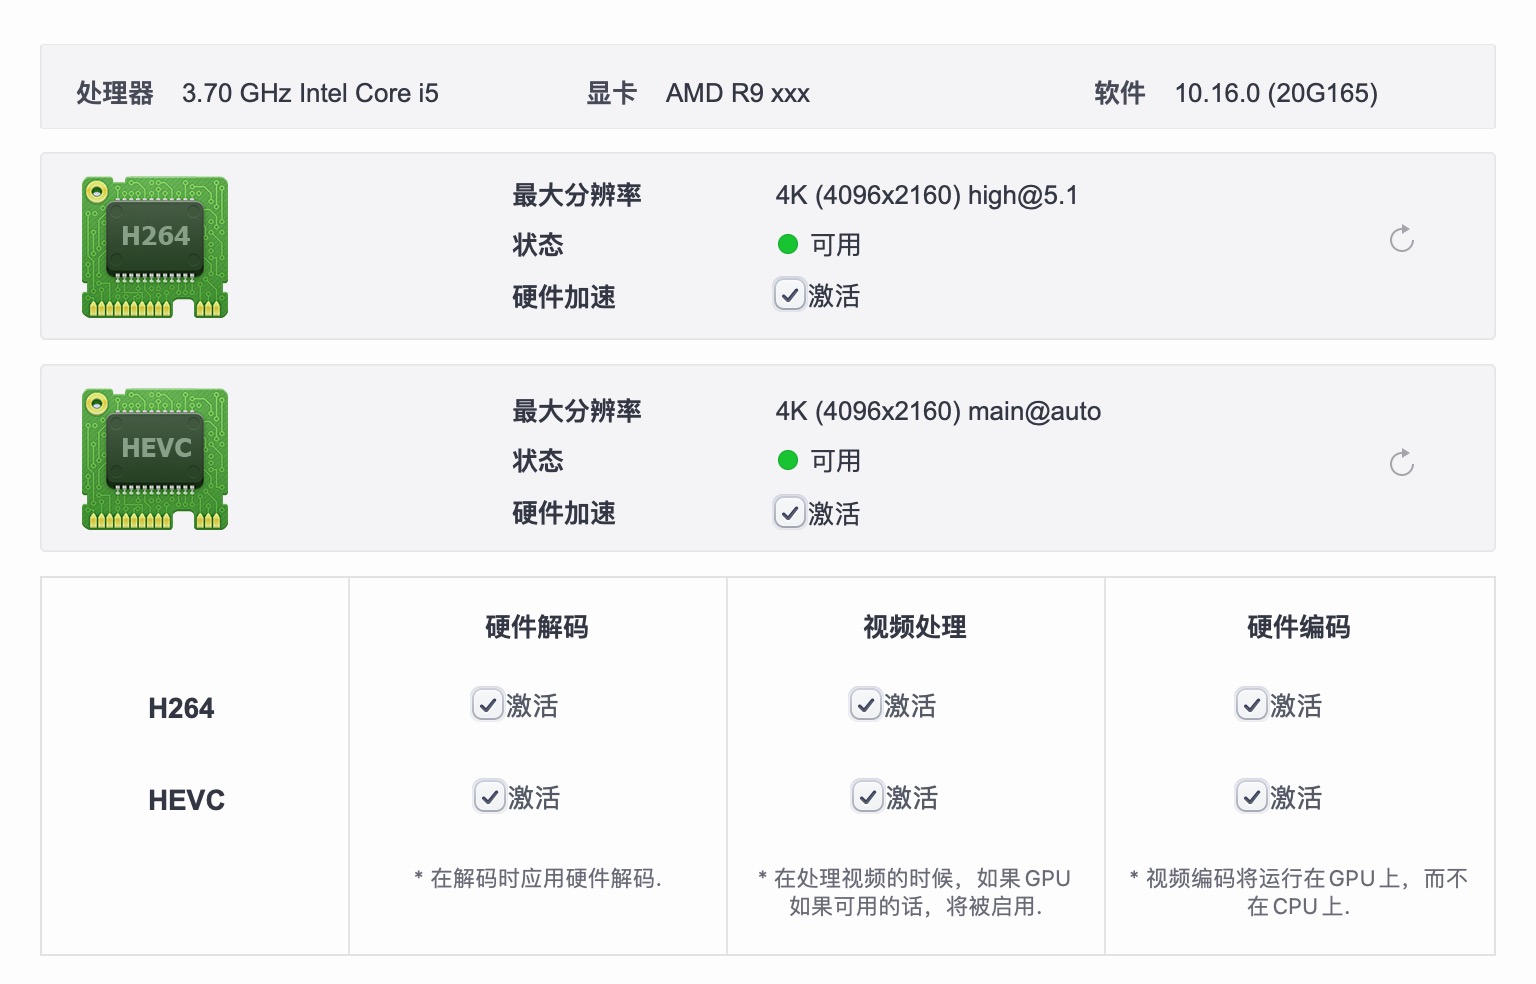 处理器 3.70 GHz Intel Core i5 显卡 AMD R9 xxx 软件 10.16.0 (20G165)
H264
最大分辨率 4K (4096x2160) high@5.1
状态 可用
硬件加速 激活
HEVC
最大分辨率 4K (4096x2160) main@auto
状态 可用
硬件加速 激活
硬件解码 视频处理 硬件编码
H264 激活 激活 激活
HEVC 激活 激活 激活
* 在解码时应用硬件解码.
* 在处理视频的时候，如果GPU
如果可用的话，将被启用.
* 视频编码将运行在GPU上，而不
在CPU上.